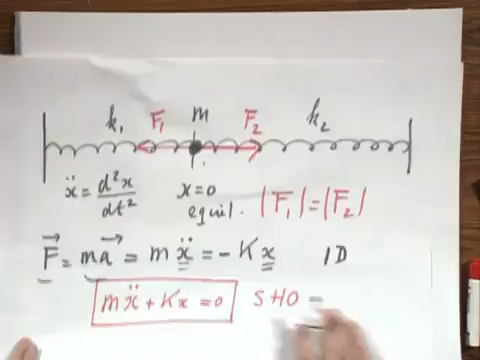 k₁ F₁ m F₂ k₂
ẍ = d²x/dt² x=0
equil. |F₁| = |F₂|
F⃗ = ma⃗ = mẍ = -Kx 1D
mẍ + Kx = 0 SHO =